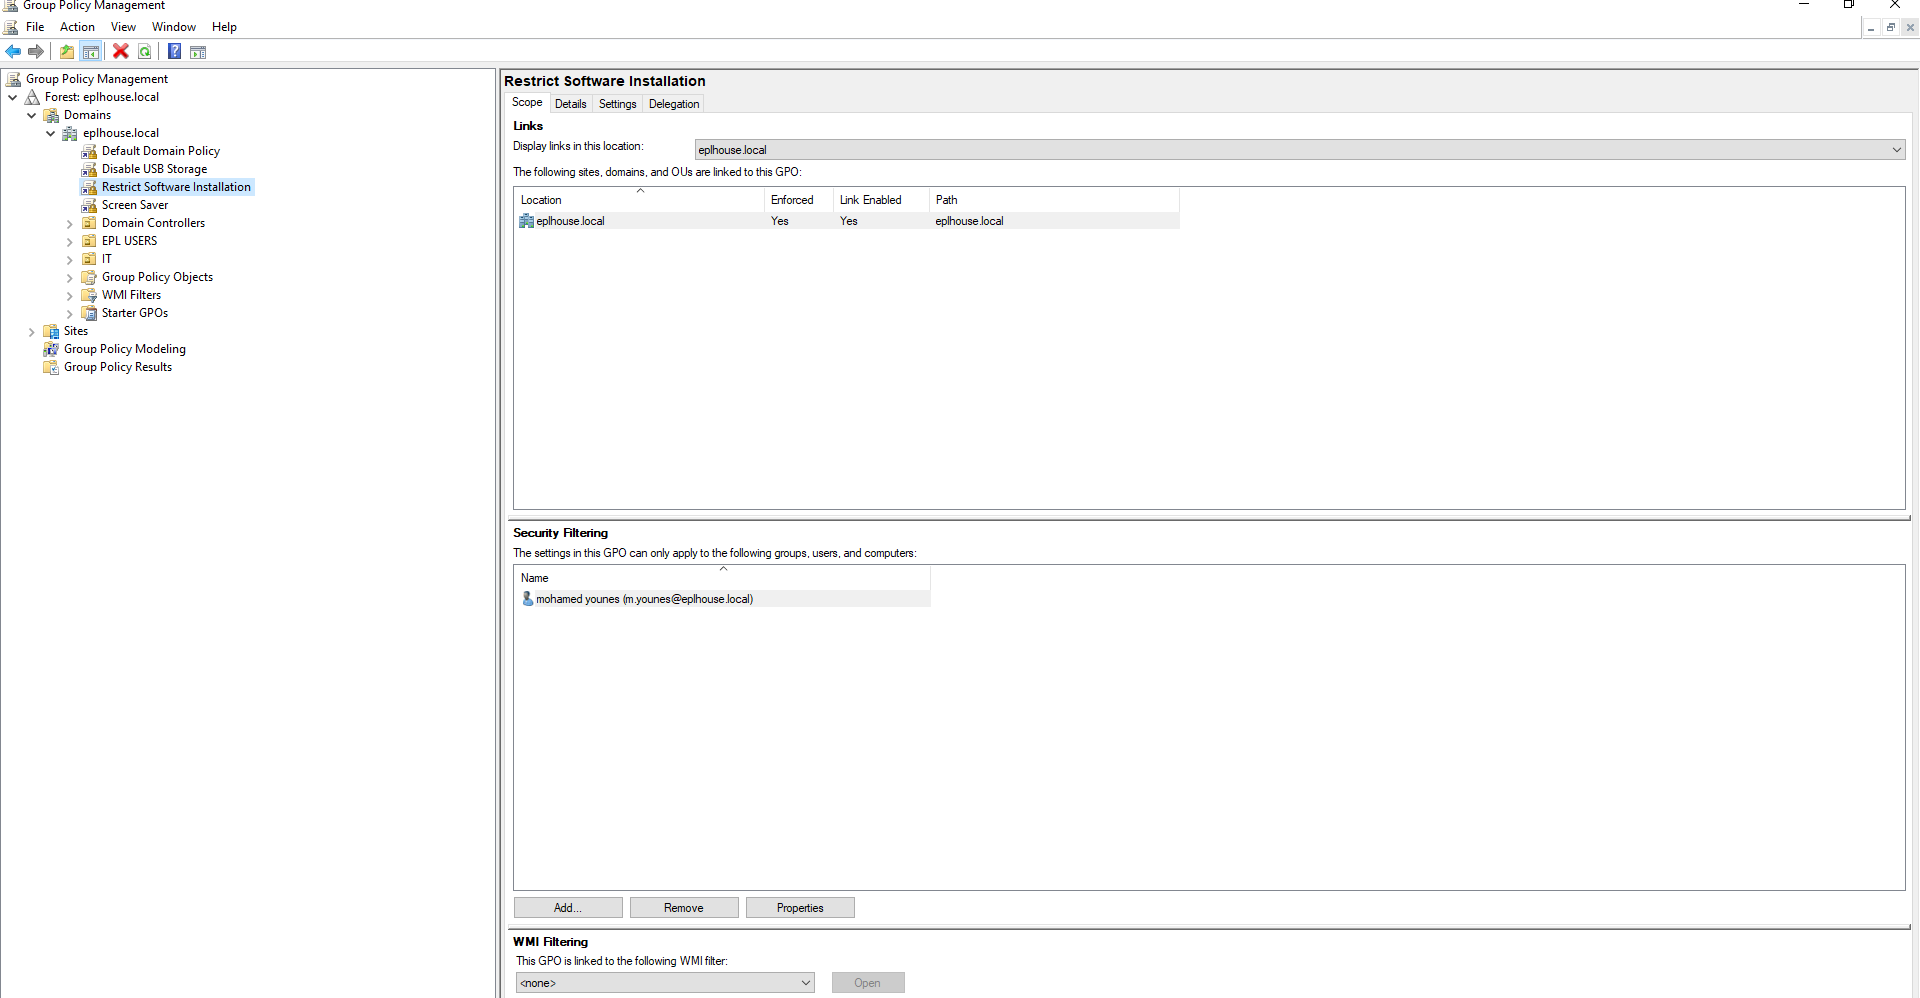 Group Policy Management
File Action View Window Help
Group Policy Management
Forest: eplhouse.local
Domains
eplhouse.local
Default Domain Policy
Disable USB Storage
Restrict Software Installation
Screen Saver
Domain Controllers
EPL USERS
IT
Group Policy Objects
WMI Filters
Starter GPOs
Sites
Group Policy Modeling
Group Policy Results
Restrict Software Installation
Scope Details Settings Delegation
Links
Display links in this location: eplhouse.local
The following sites, domains, and OUs are linked to this GPO:
Location Enforced Link Enabled Path
eplhouse.local Yes Yes eplhouse.local
Security Filtering
The settings in this GPO can only apply to the following groups, users, and computers:
Name
mohamed younes (m.younes@eplhouse.local)
Add... Remove Properties
WMI Filtering
This GPO is linked to the following WMI filter:
<none> Open